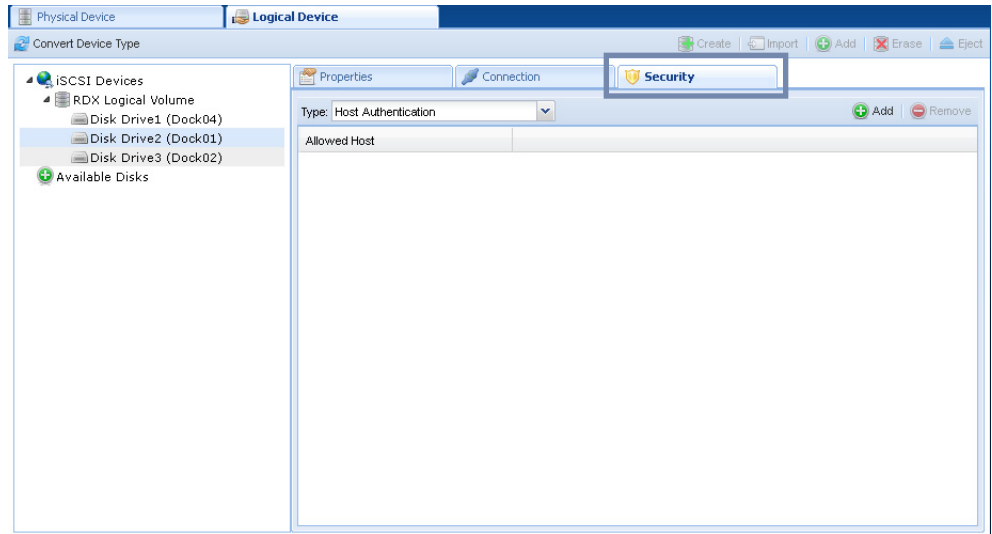 Physical Device Logical Device
Convert Device Type Create Import Add Erase Eject
iSCSI Devices
RDX Logical Volume
Disk Drive1 (Dock04)
Disk Drive2 (Dock01)
Disk Drive3 (Dock02)
Available Disks
Properties Connection Security
Type: Host Authentication Add Remove
Allowed Host